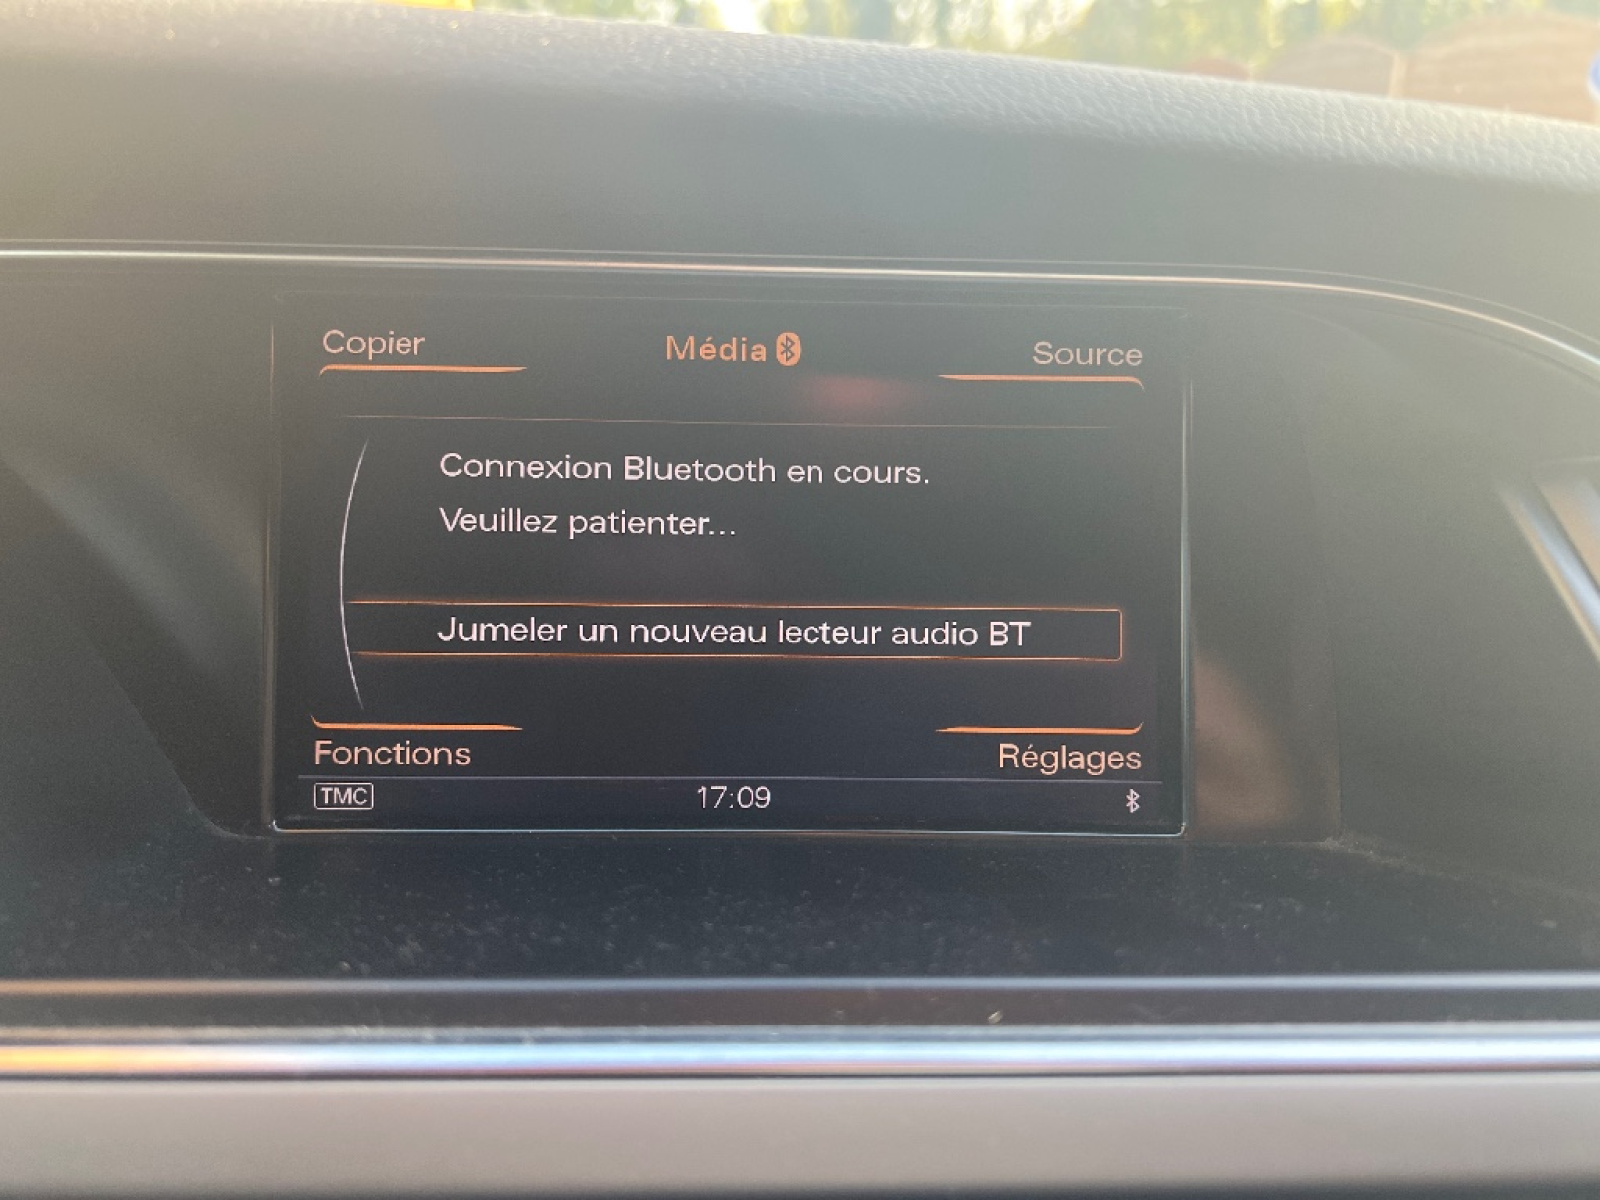 Copier
Média
Source
Connexion Bluetooth en cours.
Veuillez patienter...
Jumeler un nouveau lecteur audio BT
Fonctions
Réglages
TMC
17:09